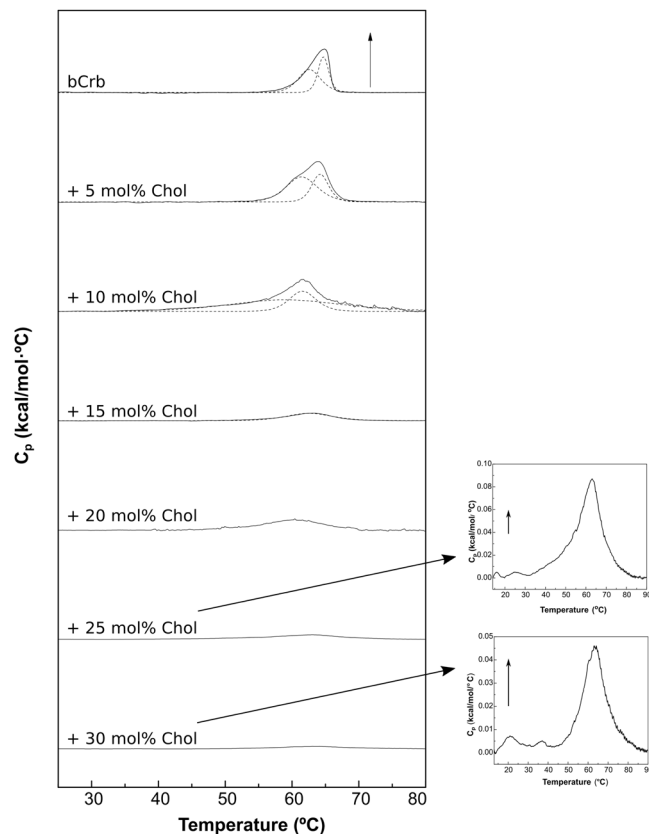 bCrb
+ 5 mol% Chol
+ 10 mol% Chol
+ 15 mol% Chol
+ 20 mol% Chol
+ 25 mol% Chol
+ 30 mol% Chol
Cp (kcal/mol·ºC)
30 40 50 60 70 80
Temperature (ºC)
0.10
0.08
0.06
0.04
0.02
0.00
Cp (kcal/mol· ºC)
20 30 40 50 60 70 80 90
Temperature (ºC)
0.05
0.04
0.03
0.02
0.01
0.00
Cp (kcal/mol/º C)
20 30 40 50 60 70 80 90
Temperature (ºC)